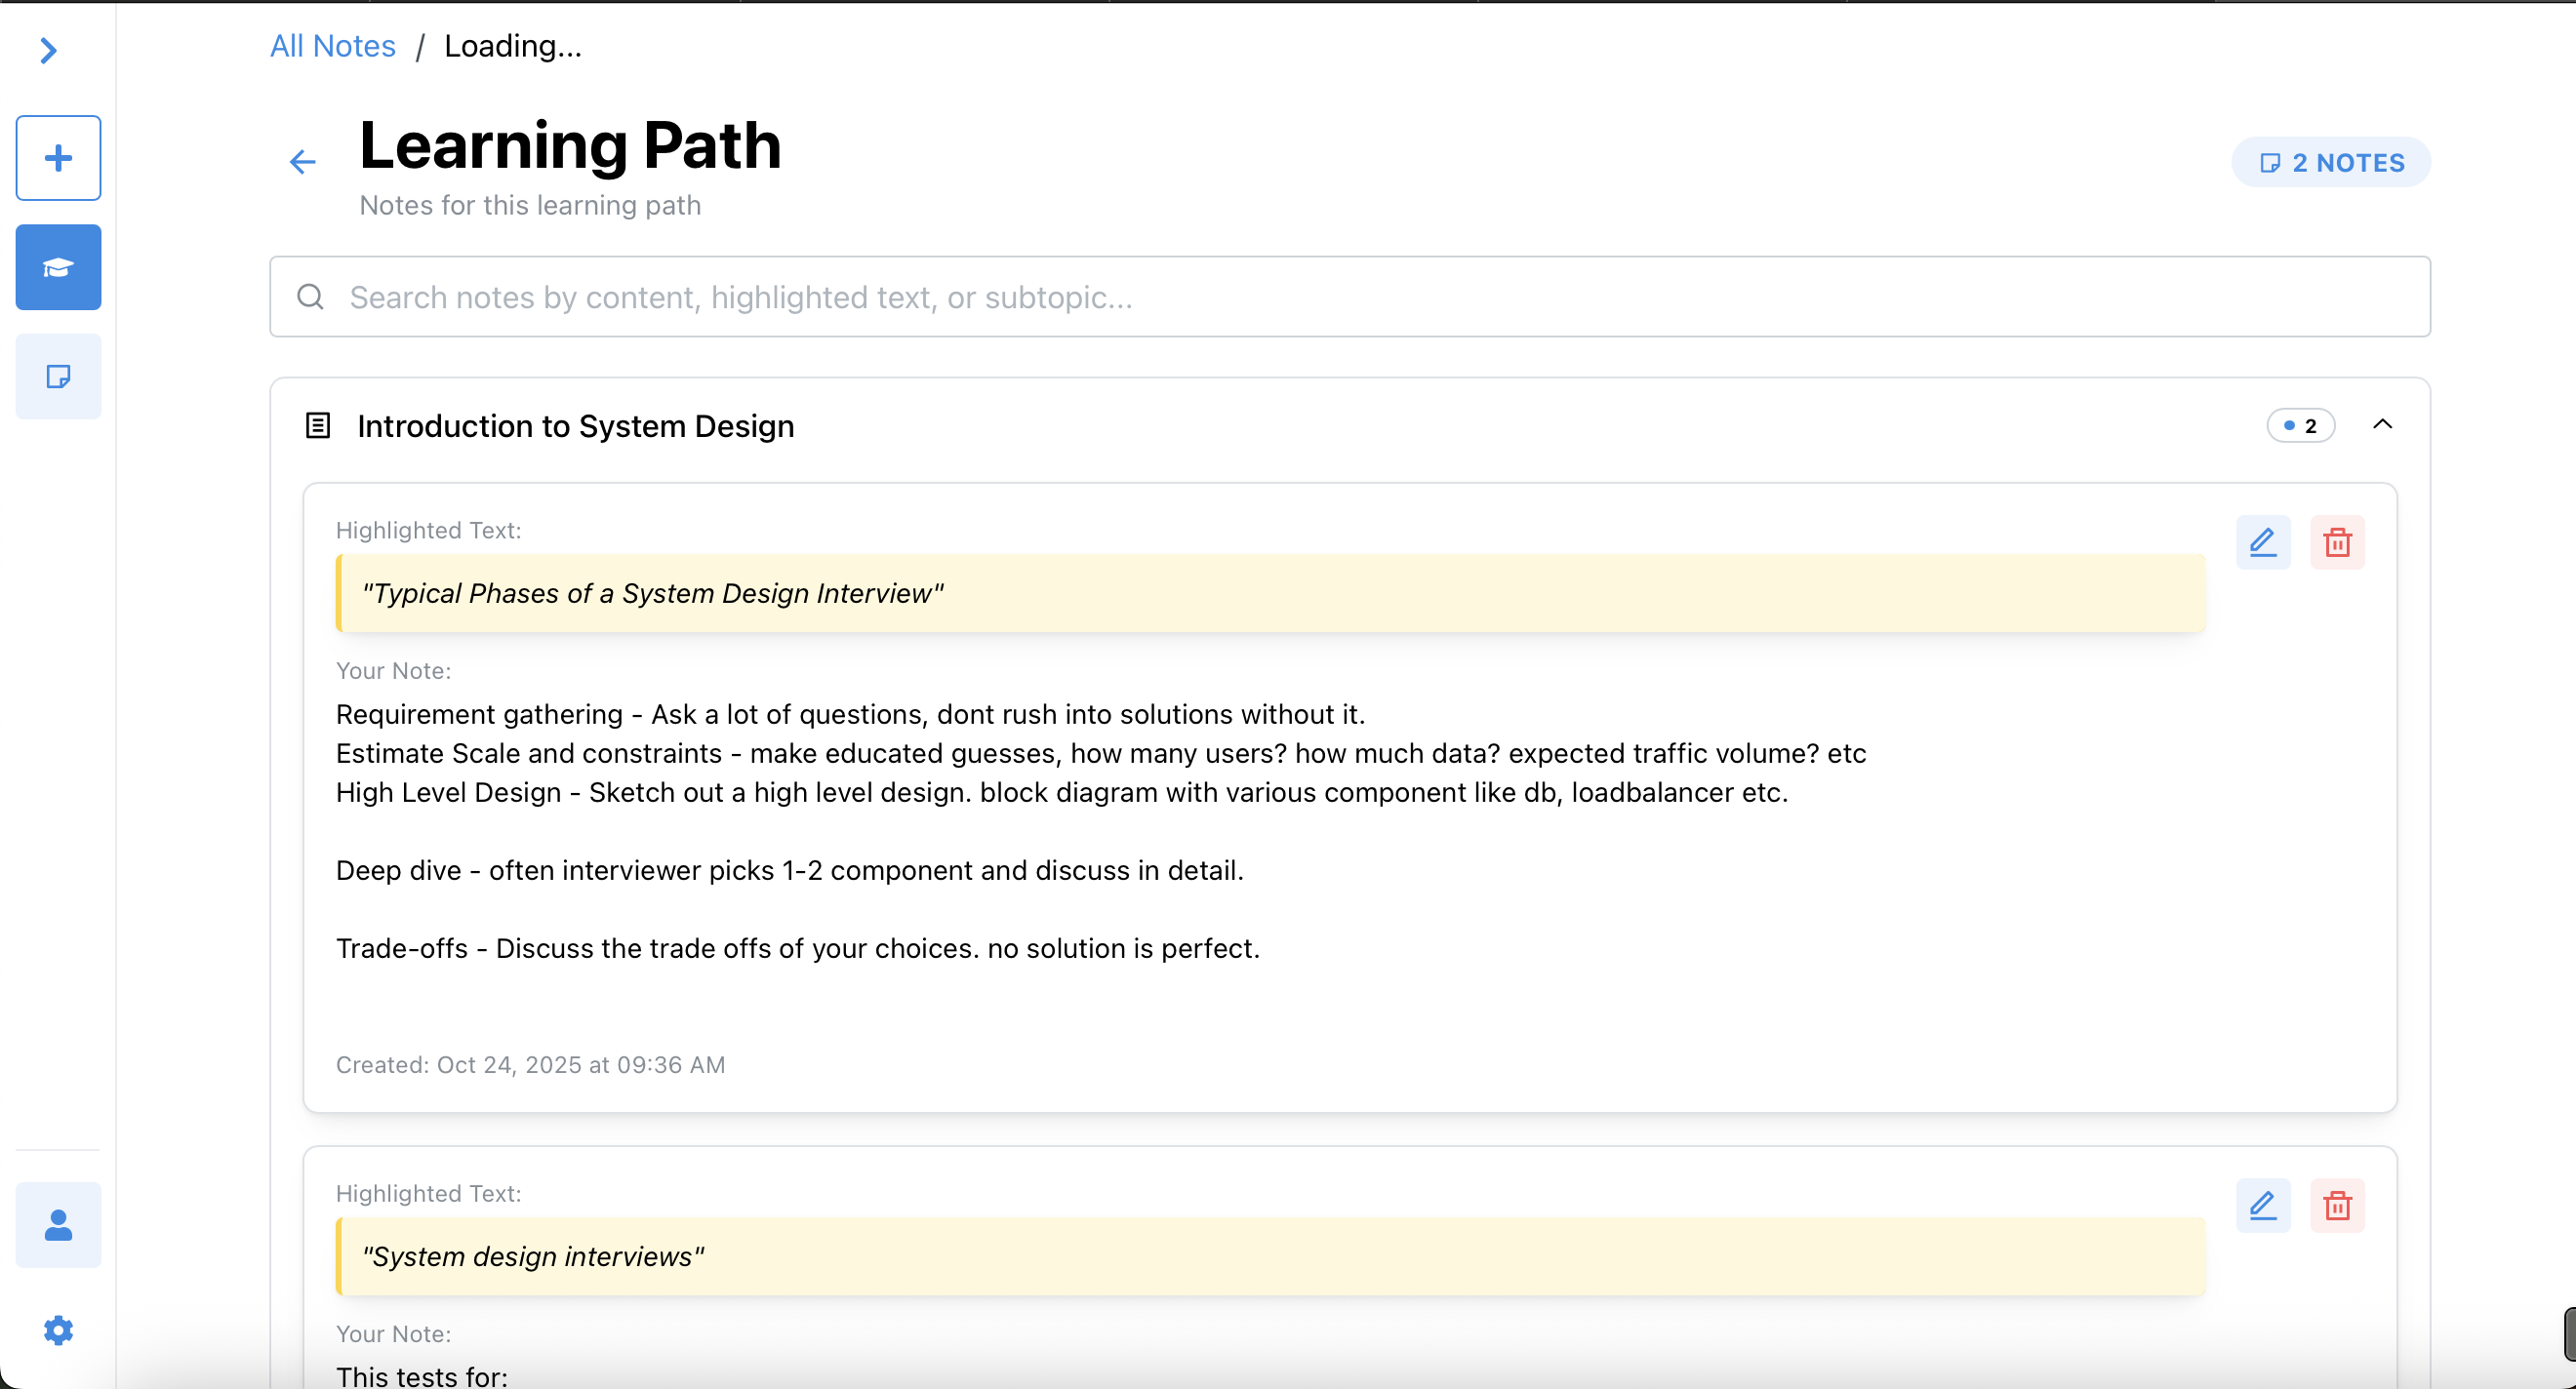 All Notes / Loading...
Learning Path
Notes for this learning path
2 NOTES
Search notes by content, highlighted text, or subtopic...
Introduction to System Design
2
Highlighted Text:
"Typical Phases of a System Design Interview"
Your Note:
Requirement gathering - Ask a lot of questions, dont rush into solutions without it.
Estimate Scale and constraints - make educated guesses, how many users? how much data? expected traffic volume? etc
High Level Design - Sketch out a high level design. block diagram with various component like db, loadbalancer etc.
Deep dive - often interviewer picks 1-2 component and discuss in detail.
Trade-offs - Discuss the trade offs of your choices. no solution is perfect.
Created: Oct 24, 2025 at 09:36 AM
Highlighted Text:
"System design interviews"
Your Note:
This tests for: